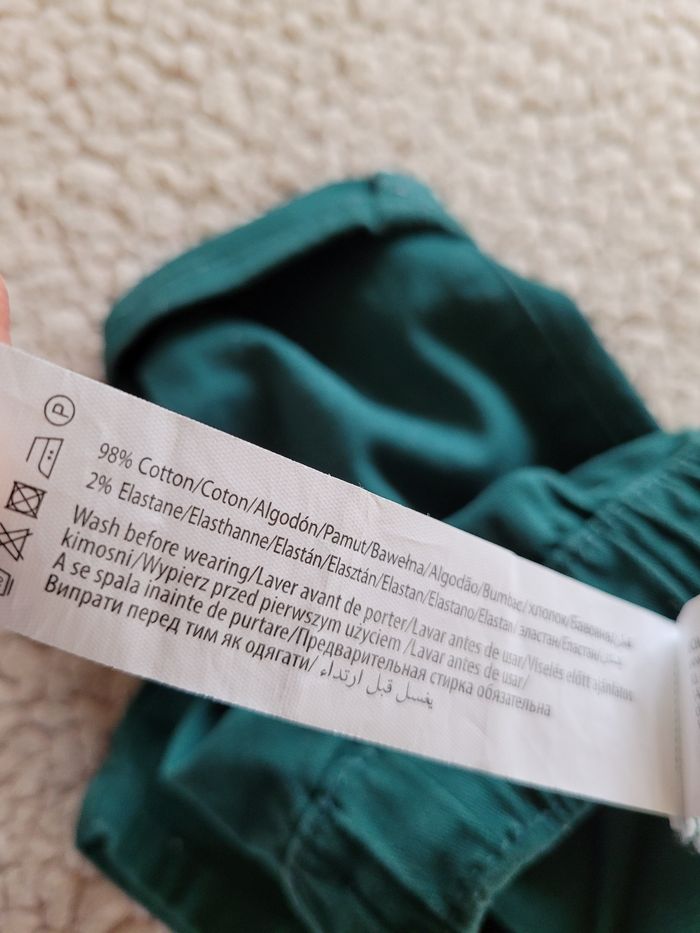 P
98% Cotton/Coton/Algodón/Pamut/Bawełna/Algodão/Bumbac/хлопок/Бавовна/قطن
2% Elastane/Elasthanne/Elastán/Elasztán/Elastan/Elastano/Elastan/эластан/Еластан/
Wash before wearing/Laver avant de porter/Lavar antes de usar/Viselés előtt ajánlatos
kimosni/Wypierz przed pierwszym użyciem /Lavar antes de usar/
A se spala inainte de purtare/Предварительная стирка обязательна
Випрати перед тим як одягати/ يغسل قبل ارتداء